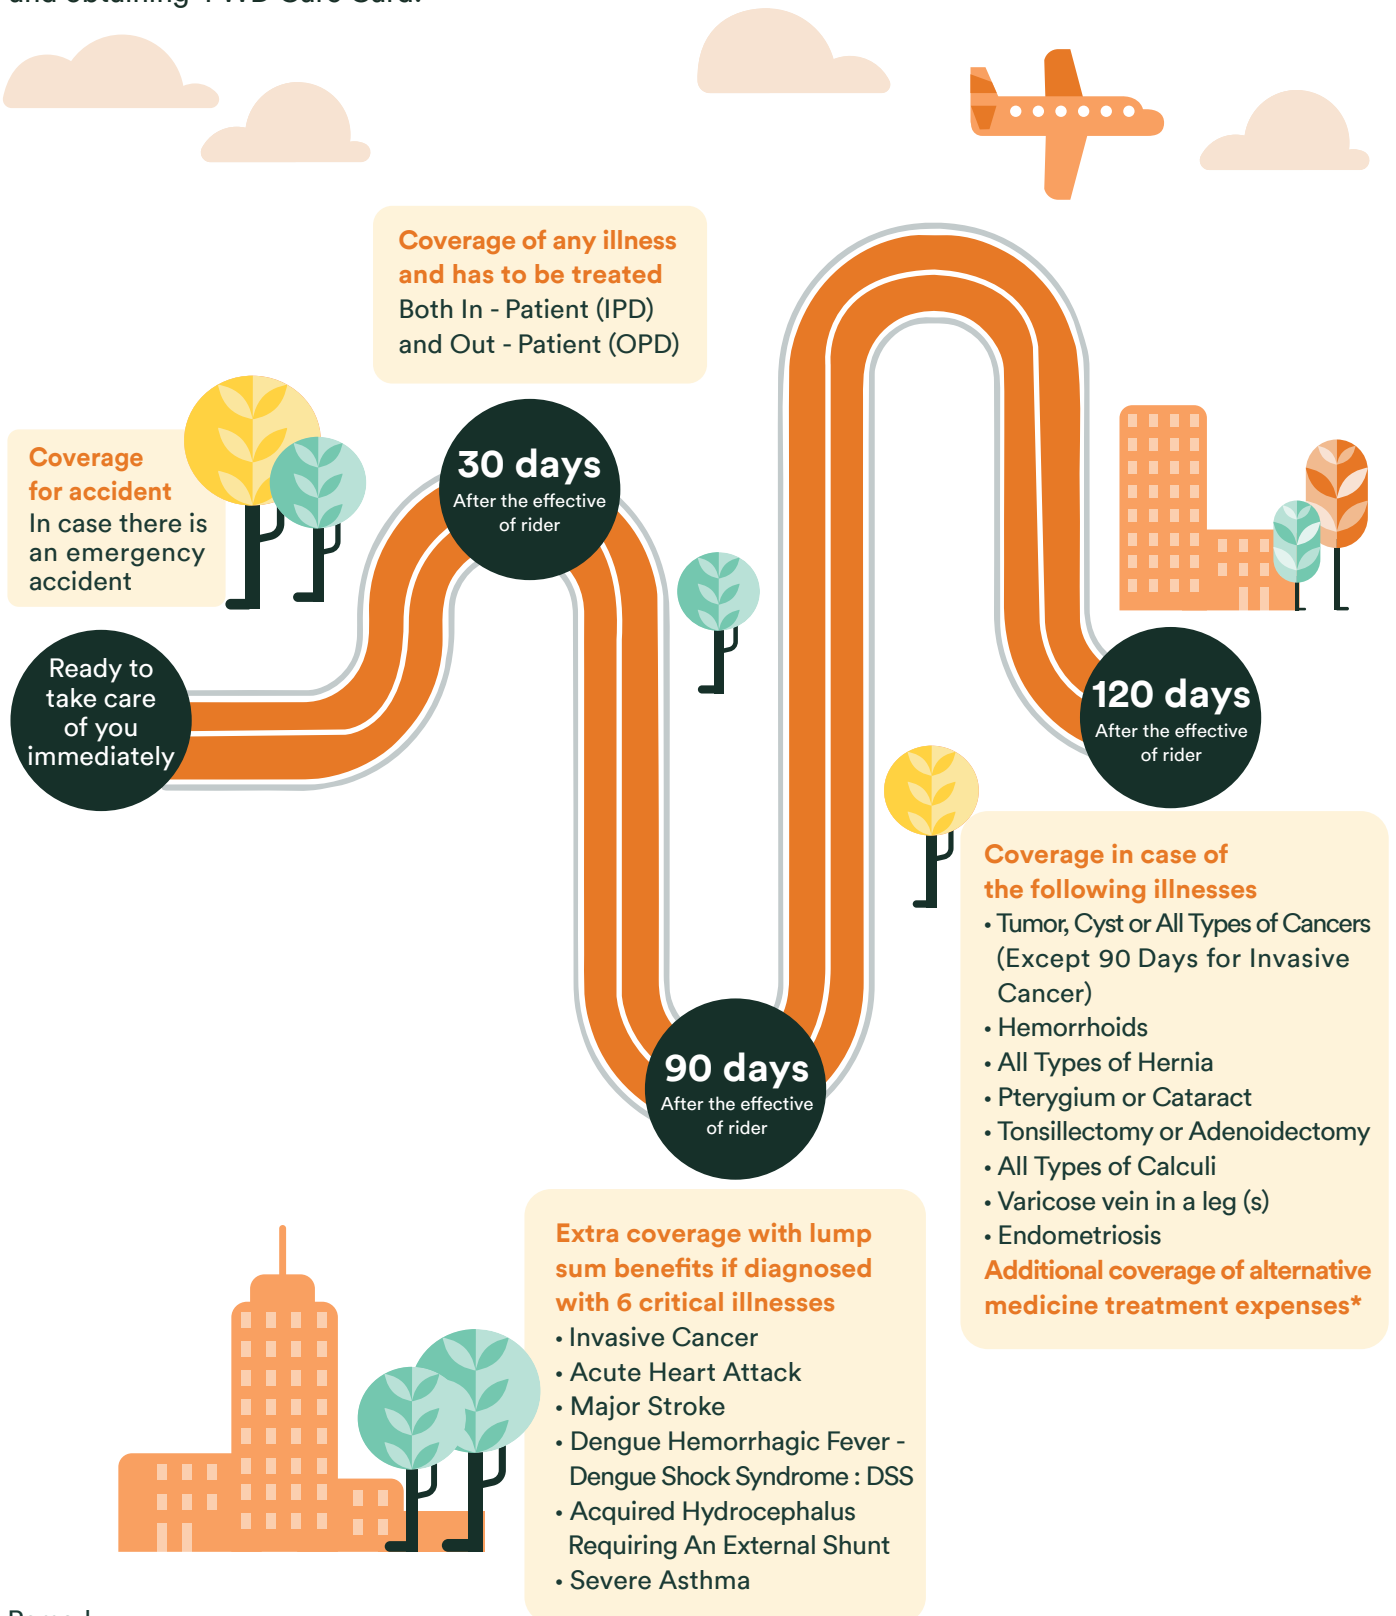 and obtaining FWD Care Card.
Coverage of any illness
and has to be treated
Both In - Patient (IPD)
and Out - Patient (OPD)
Coverage
for accident
In case there is
an emergency
accident
30 days
After the effective
of rider
Ready to
take care
of you
immediately
120 days
After the effective
of rider
Coverage in case of
the following illnesses
• Tumor, Cyst or All Types of Cancers
(Except 90 Days for Invasive
Cancer)
• Hemorrhoids
• All Types of Hernia
• Pterygium or Cataract
• Tonsillectomy or Adenoidectomy
• All Types of Calculi
• Varicose vein in a leg (s)
• Endometriosis
Additional coverage of alternative
medicine treatment expenses*
90 days
After the effective
of rider
Extra coverage with lump
sum benefits if diagnosed
with 6 critical illnesses
• Invasive Cancer
• Acute Heart Attack
• Major Stroke
• Dengue Hemorrhagic Fever -
Dengue Shock Syndrome : DSS
• Acquired Hydrocephalus
Requiring An External Shunt
• Severe Asthma